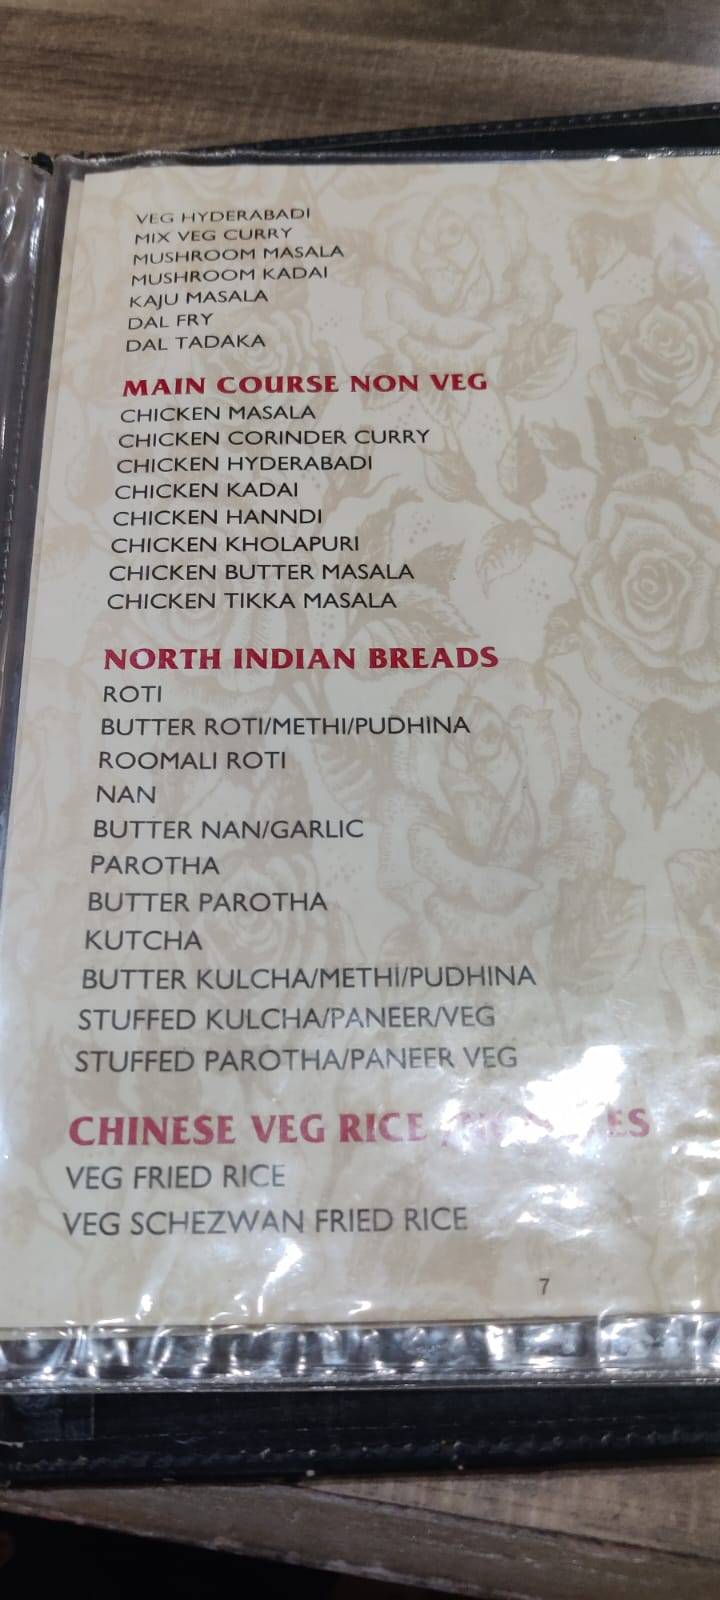 VEG HYDERABADI
MIX VEG CURRY
MUSHROOM MASALA
MUSHROOM KADAI
KAJU MASALA
DAL FRY
DAL TADAKA
MAIN COURSE NON VEG
CHICKEN MASALA
CHICKEN CORINDER CURRY
CHICKEN HYDERABADI
CHICKEN KADAI
CHICKEN HANNDI
CHICKEN KHOLAPURI
CHICKEN BUTTER MASALA
CHICKEN TIKKA MASALA
NORTH INDIAN BREADS
ROTI
BUTTER ROTI/METHI/PUDHINA
ROOMALI ROTI
NAN
BUTTER NAN/GARLIC
PAROTHA
BUTTER PAROTHA
KUTCHA
BUTTER KULCHA/METHI/PUDHINA
STUFFED KULCHA/PANEER/VEG
STUFFED PAROTHA/PANEER VEG
CHINESE VEG RICE
VEG FRIED RICE
VEG SCHEZWAN FRIED RICE
7